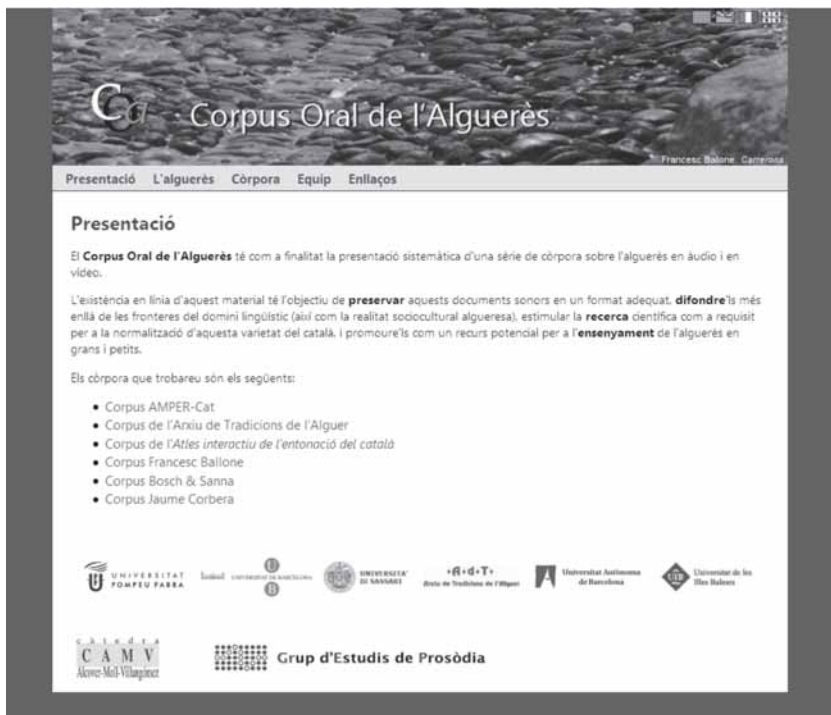 Coa
Corpus Oral de l'Alguerès
Francesc Ballone, Carrerona
Presentació L'alguerès Còrpora Equip Enllaços
Presentació
El Corpus Oral de l'Alguerès té com a finalitat la presentació sistemàtica d'una sèrie de còrpora sobre l'alguerès en àudio i en
vídeo.
L'existència en línia d'aquest material té l'objectiu de preservar aquests documents sonors en un format adequat, difondre'ls més
enllà de les fronteres del domini lingüístic (així com la realitat sociocultural algueresa), estimular la recerca científica com a requisit
per a la normalització d'aquesta varietat del català, i promoure'ls com un recurs potencial per a l'ensenyament de l'alguerès en
grans i petits.
Els còrpora que trobareu són els següents:
• Corpus AMPER-Cat
• Corpus de l'Arxiu de Tradicions de l'Alguer
• Corpus de l'Atles interactiu de l'entonació del català
• Corpus Francesc Ballone
• Corpus Bosch & Sanna
• Corpus Jaume Corbera
UNIVERSITAT
POMPEU FABRA
U
UNIVERSITAT DE BARCELONA
B
UNIVERSITA'
DI SASSARI
•A•d•T•
Arxiu de Tradicions de l'Alguer
Universitat Autònoma
de Barcelona
UIB
Universitat de les
Illes Balears
càtedra
CAMV
Alcover-Moll-Villangómez
Grup d'Estudis de Prosòdia